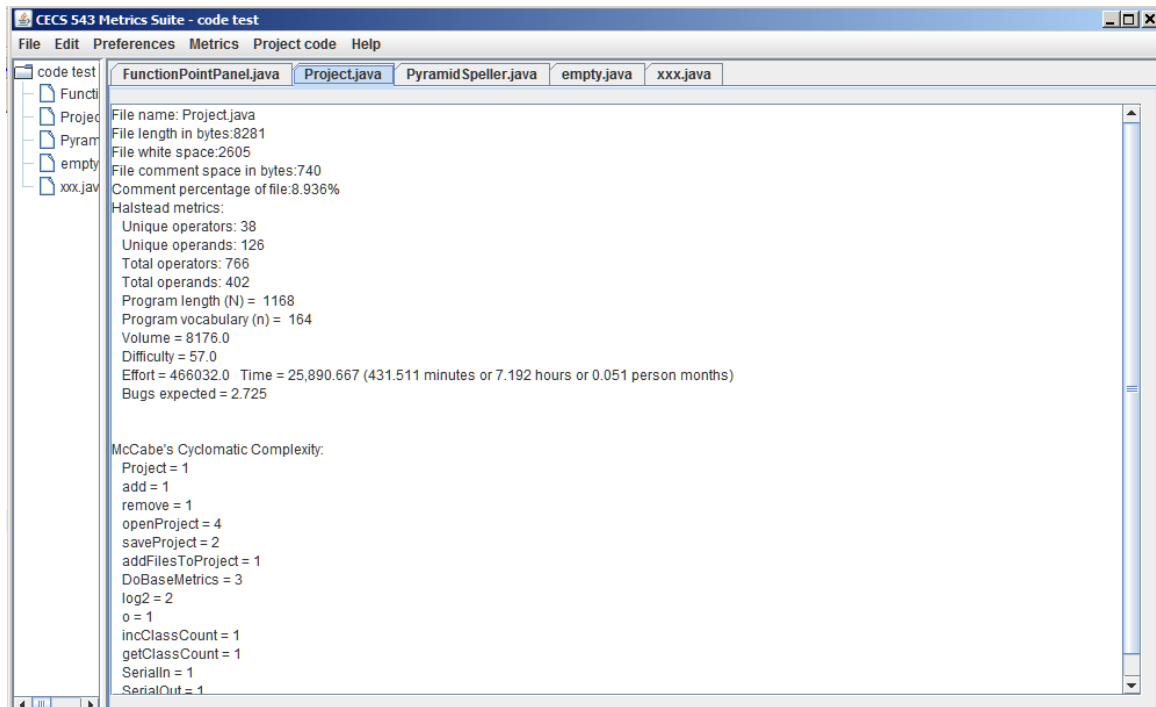 CECS 543 Metrics Suite - code test
File Edit Preferences Metrics Project code Help
code test
Functi
Projec
Pyram
empty
xxx.jav
FunctionPointPanel.java Project.java PyramidSpeller.java empty.java xxx.java
File name: Project.java
File length in bytes:8281
File white space:2605
File comment space in bytes:740
Comment percentage of file:8.936%
Halstead metrics:
Unique operators: 38
Unique operands: 126
Total operators: 766
Total operands: 402
Program length (N) = 1168
Program vocabulary (n) = 164
Volume = 8176.0
Difficulty = 57.0
Effort = 466032.0 Time = 25,890.667 (431.511 minutes or 7.192 hours or 0.051 person months)
Bugs expected = 2.725
McCabe's Cyclomatic Complexity:
Project = 1
add = 1
remove = 1
openProject = 4
saveProject = 2
addFilesToProject = 1
DoBaseMetrics = 3
log2 = 2
o = 1
incClassCount = 1
getClassCount = 1
SerialIn = 1
SerialOut = 1